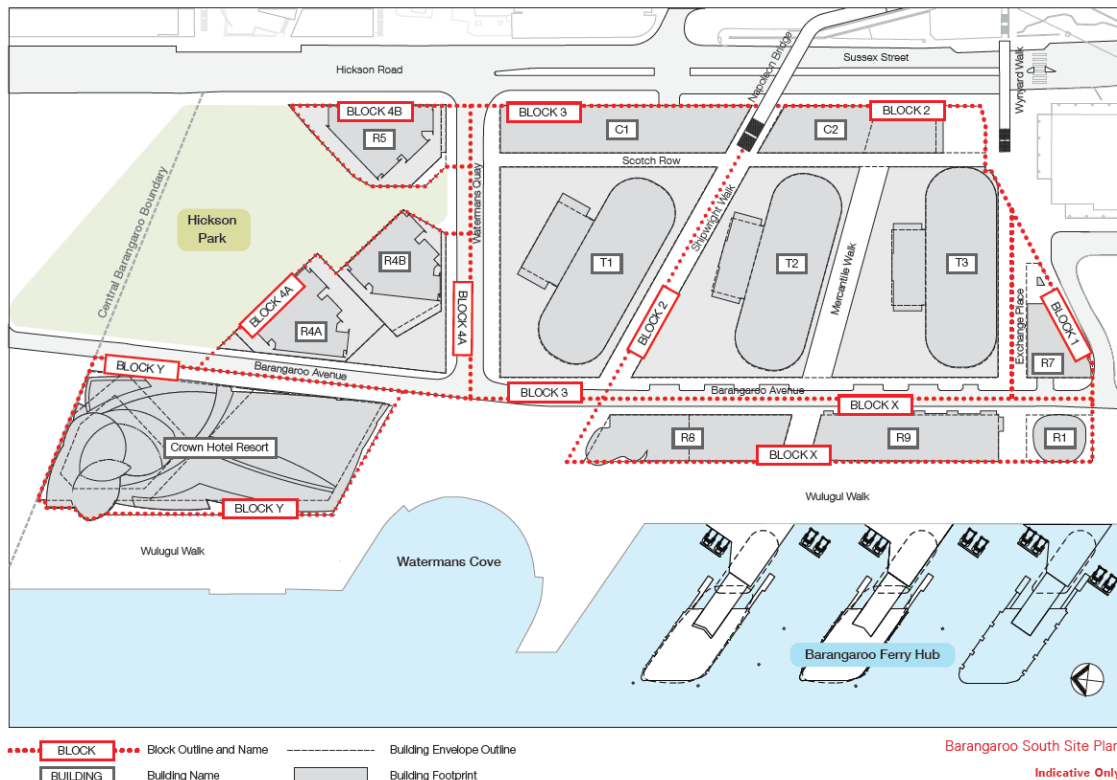 Hickson Road
Sussex Street
Napoleon Bridge
Wynyard Walk
BLOCK 4B
R5
BLOCK 3
C1
C2
BLOCK 2
Scotch Row
Watermans Quay
Central Barangaroo Boundary
Hickson
Park
R4B
BLOCK 4A
R4A
BLOCK 4A
T1
Shipwright Walk
BLOCK 2
T2
Mercantile Walk
T3
Exchange Place
BLOCK 1
R7
BLOCK Y
Barangaroo Avenue
BLOCK 3
Barangaroo Avenue
BLOCK X
Crown Hotel Resort
R8
BLOCK X
R9
R1
BLOCK Y
Wulugul Walk
Wulugul Walk
Watermans Cove
Barangaroo Ferry Hub
BLOCK Block Outline and Name Building Envelope Outline
BUILDING Building Name Building Footprint
Barangaroo South Site Plan
Indicative Only